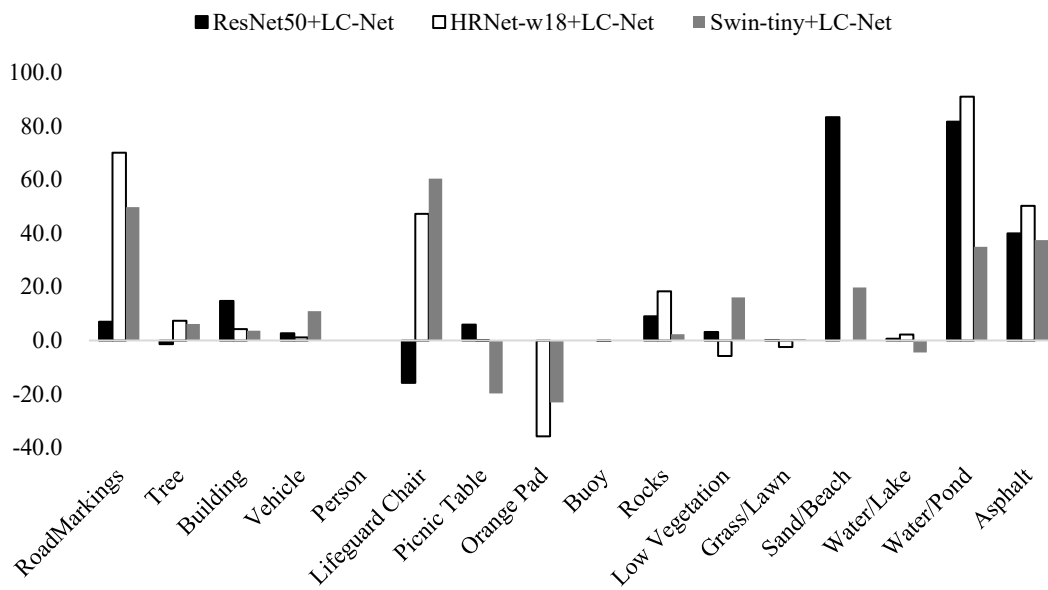 ResNet50+LC-Net HRNet-w18+LC-Net Swin-tiny+LC-Net
100.0
80.0
60.0
40.0
20.0
0.0
-20.0
-40.0
RoadMarkings
Tree
Building
Vehicle
Person
Lifeguard Chair
Picnic Table
Orange Pad
Buoy
Rocks
Low Vegetation
Grass/Lawn
Sand/Beach
Water/Lake
Water/Pond
Asphalt